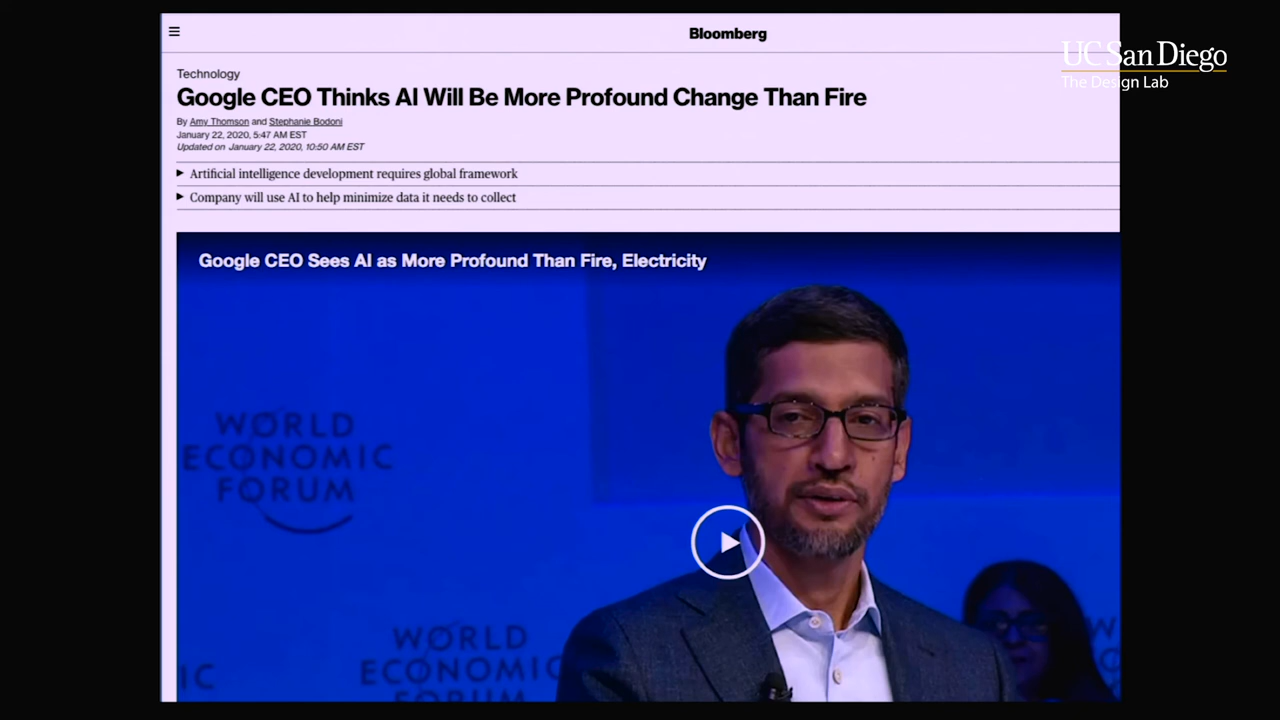 Bloomberg
UC San Diego
The Design Lab
Technology
Google CEO Thinks AI Will Be More Profound Change Than Fire
By Amy Thomson and Stephanie Bodoni
January 22, 2020, 5:47 AM EST
Updated on January 22, 2020, 10:50 AM EST
Artificial intelligence development requires global framework
Company will use AI to help minimize data it needs to collect
Google CEO Sees AI as More Profound Than Fire, Electricity
WORLD
ECONOMIC
FORUM
WORLD
ECONOMIC
FORUM
IC
W